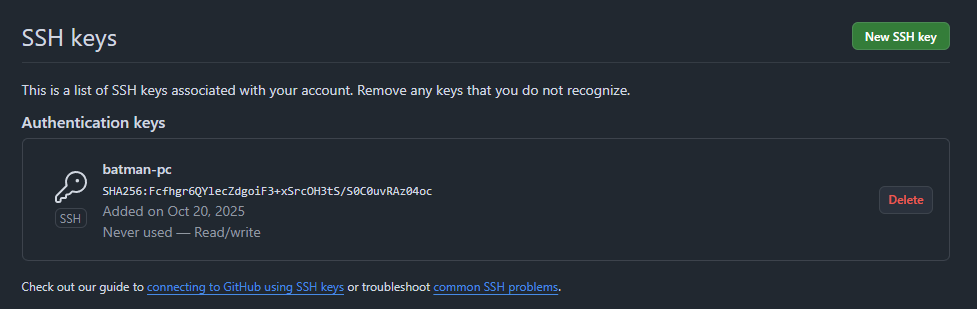 SSH keys
New SSH key
This is a list of SSH keys associated with your account. Remove any keys that you do not recognize.
Authentication keys
batman-pc
SHA256:Fcfhgr6QYlecZdgoiF3+xSrcOH3tS/S0C0uvRAz04oc
Added on Oct 20, 2025
Never used — Read/write
SSH
Delete
Check out our guide to connecting to GitHub using SSH keys or troubleshoot common SSH problems.